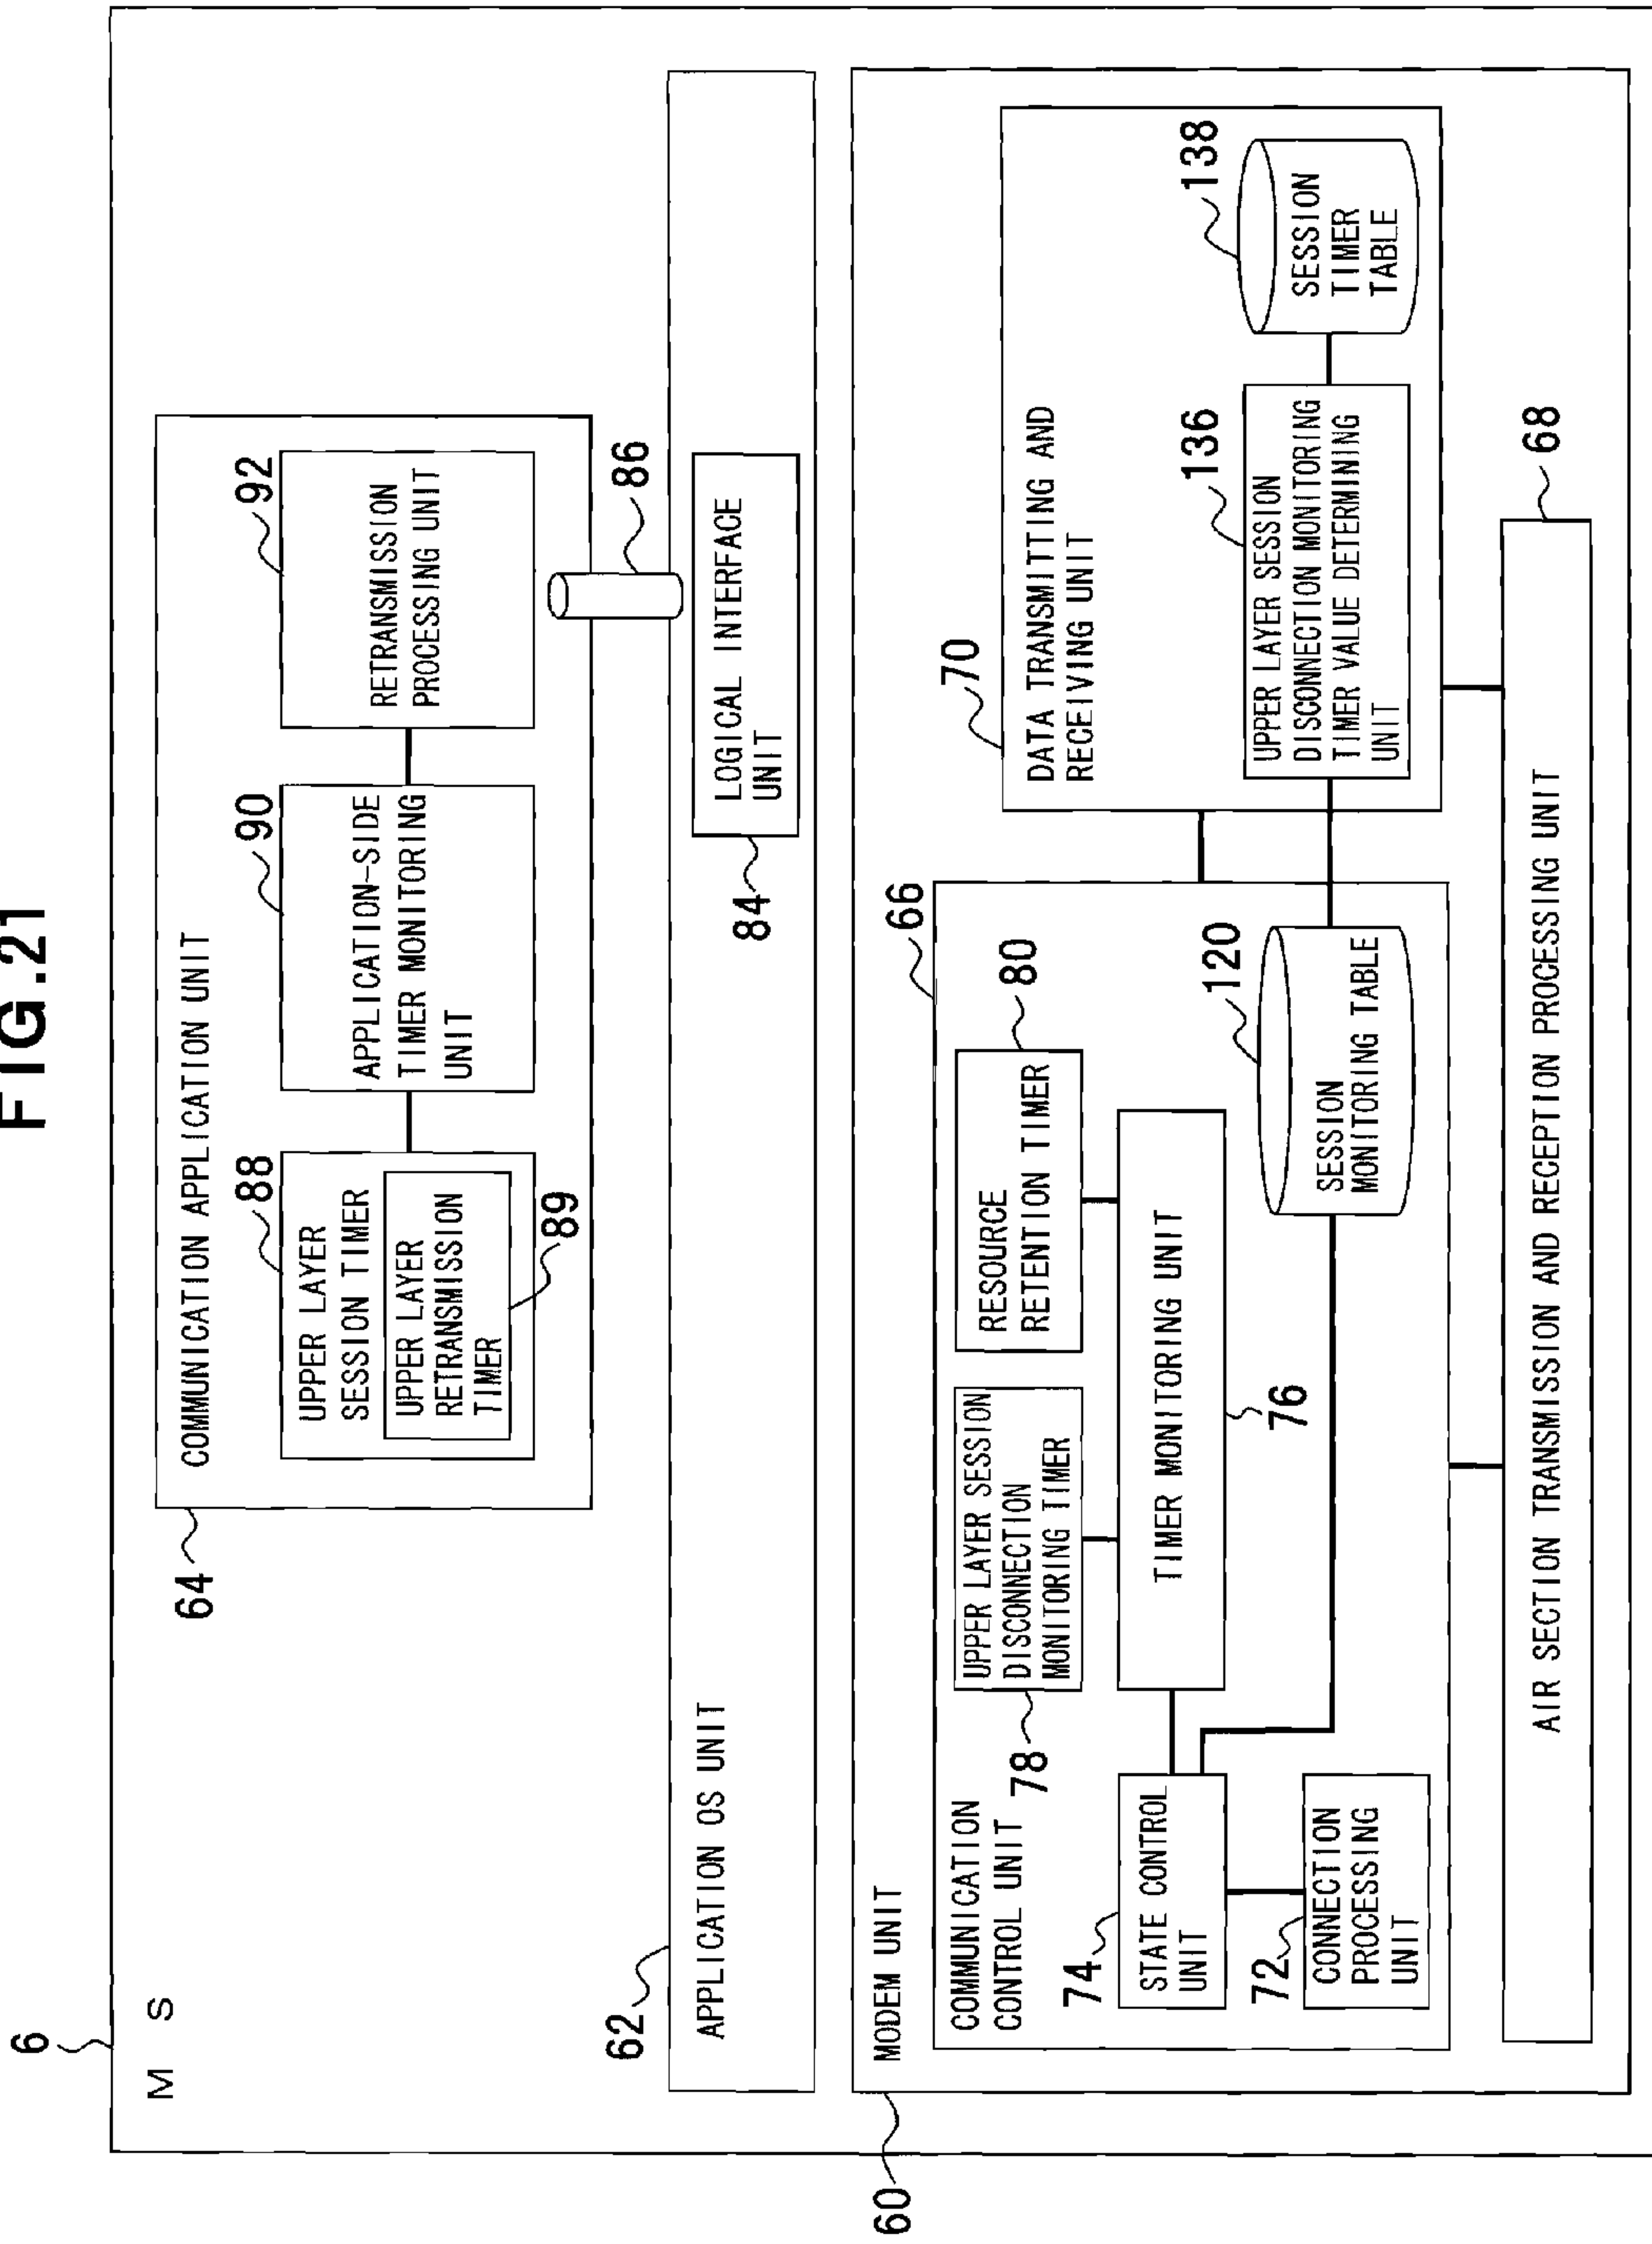 FIG.21
6
M S
64
COMMUNICATION APPLICATION UNIT
88
UPPER LAYER
SESSION TIMER
UPPER LAYER
RETRANSMISSION
TIMER
89
90
APPLICATION-SIDE
TIMER MONITORING
UNIT
92
RETRANSMISSION
PROCESSING UNIT
86
62
APPLICATION OS UNIT
84
LOGICAL INTERFACE
UNIT
60
MODEM UNIT
66
COMMUNICATION
CONTROL UNIT
78
UPPER LAYER SESSION
DISCONNECTION
MONITORING TIMER
80
RESOURCE
RETENTION TIMER
74
STATE CONTROL
UNIT
TIMER MONITORING UNIT
76
72
CONNECTION
PROCESSING
UNIT
120
SESSION
MONITORING TABLE
70
DATA TRANSMITTING AND
RECEIVING UNIT
136
UPPER LAYER SESSION
DISCONNECTION MONITORING
TIMER VALUE DETERMINING
UNIT
138
SESSION
TIMER
TABLE
68
AIR SECTION TRANSMISSION AND RECEPTION PROCESSING UNIT